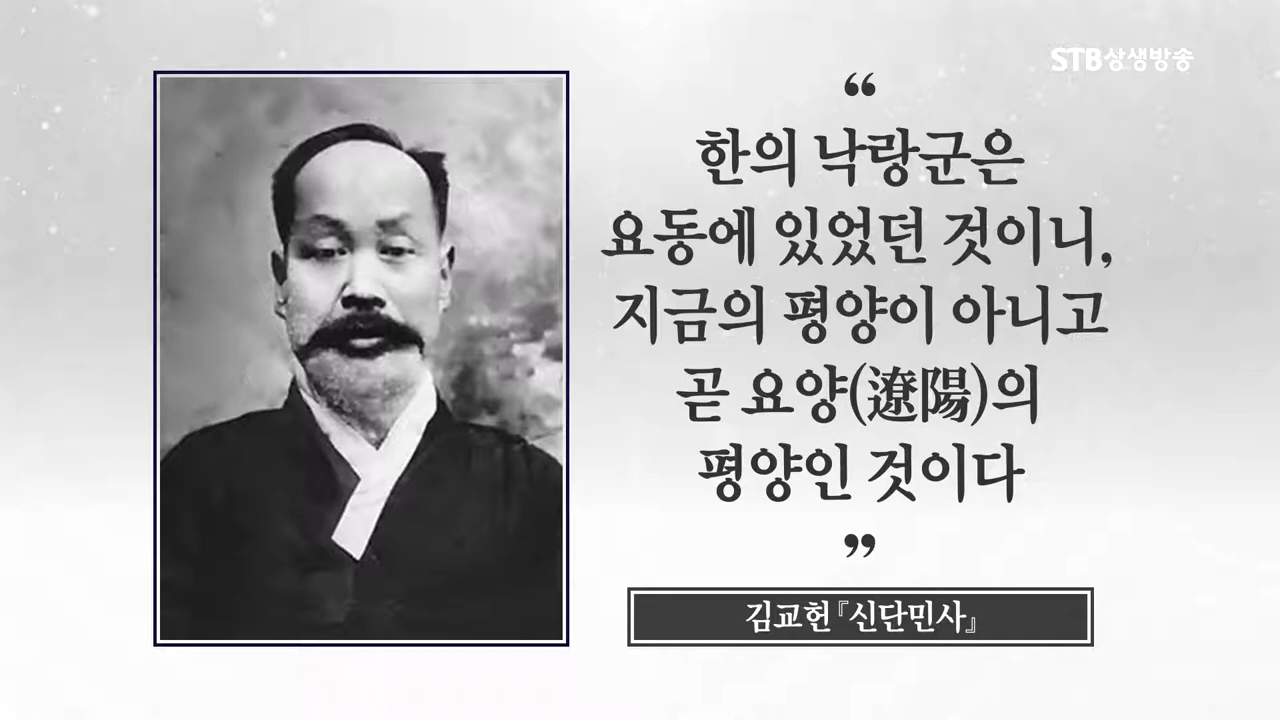 STB상생방송
“
한의 낙랑군은
요동에 있었던 것이니,
지금의 평양이 아니고
곧 요양(遼陽)의
평양인 것이다
”
김교헌『신단민사』